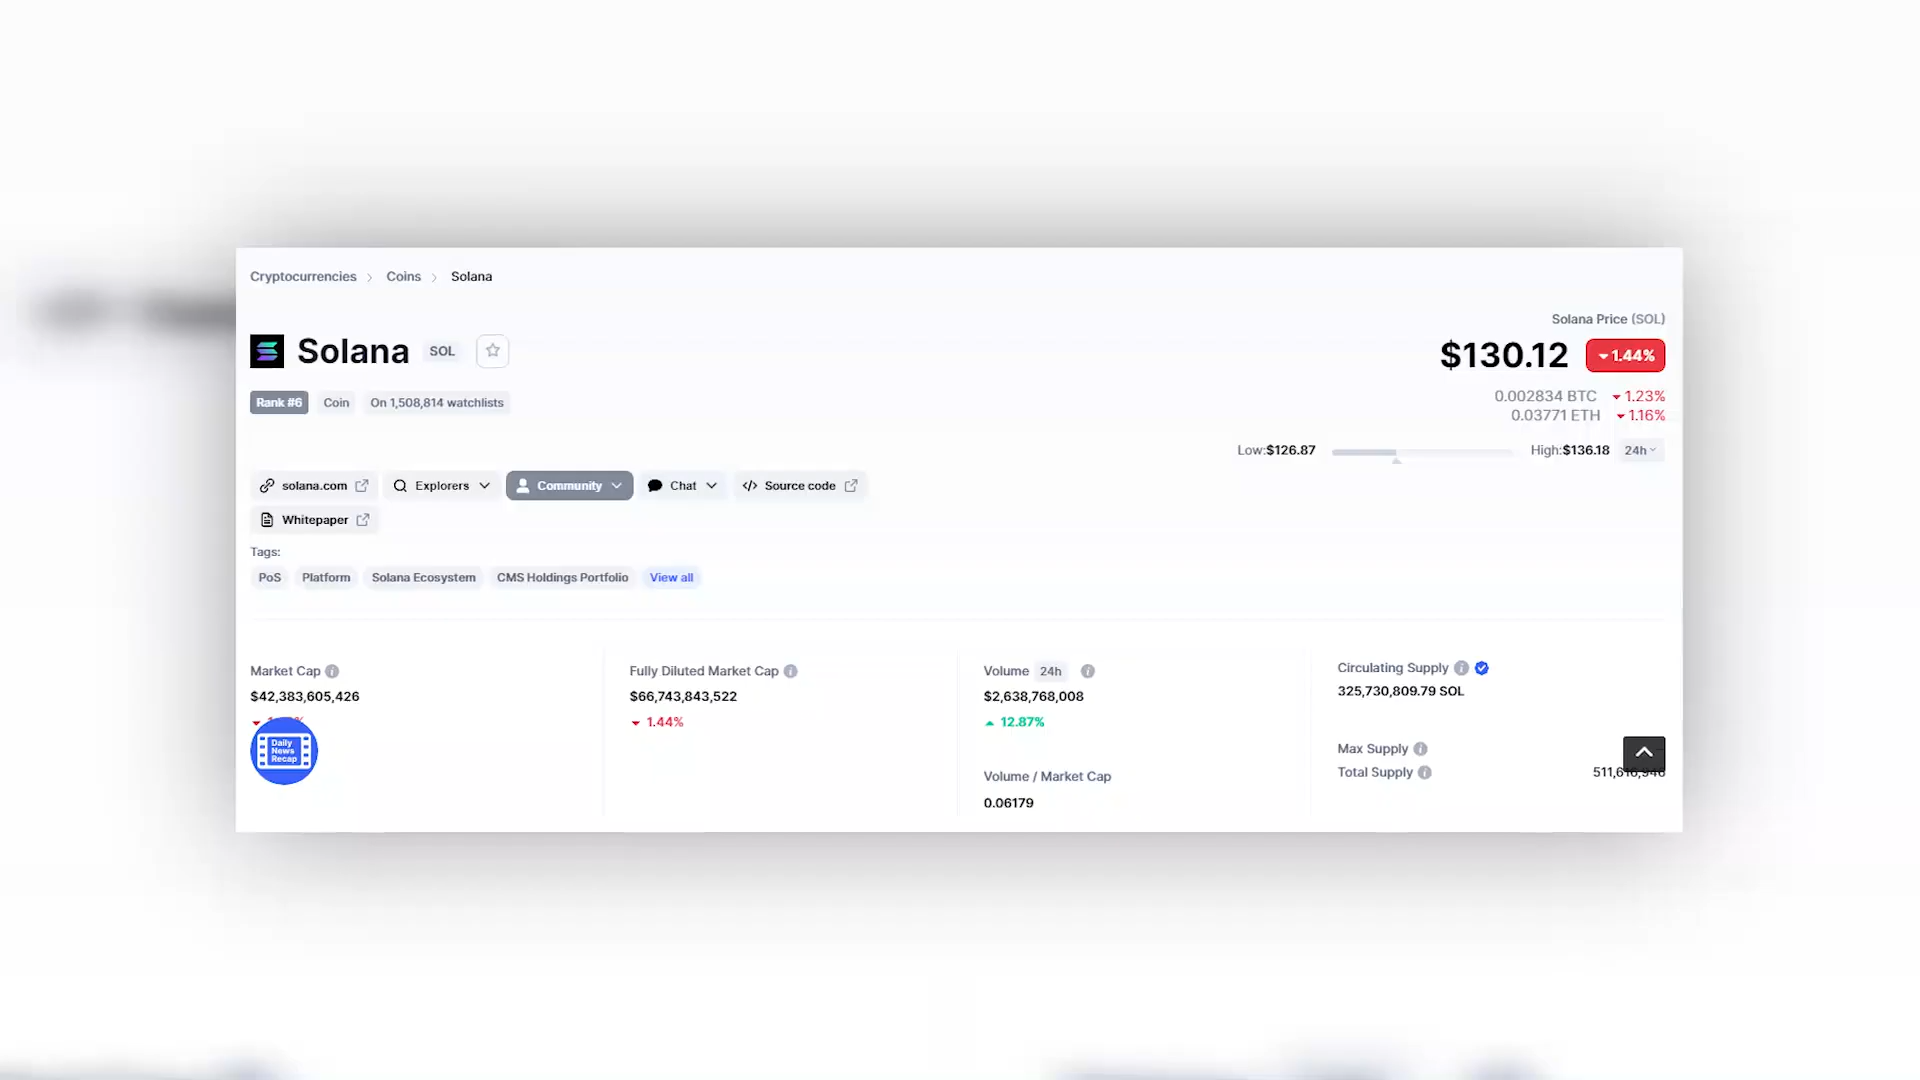 Cryptocurrencies > Coins > Solana
Solana Price (SOL)
Solana SOL
$130.12 1.44%
Rank #6 Coin On 1,508,814 watchlists
0.002834 BTC 1.23%
0.03771 ETH 1.16%
Low:$126.87 High:$136.18 24h
solana.com Explorers Community Chat </> Source code
Whitepaper
Tags:
PoS Platform Solana Ecosystem CMS Holdings Portfolio View all
Market Cap
$42,383,605,426
Daily
News
Recap
Fully Diluted Market Cap
$66,743,843,522
1.44%
Volume 24h
$2,638,768,008
12.87%
Volume / Market Cap
0.06179
Circulating Supply
325,730,809.79 SOL
Max Supply
Total Supply